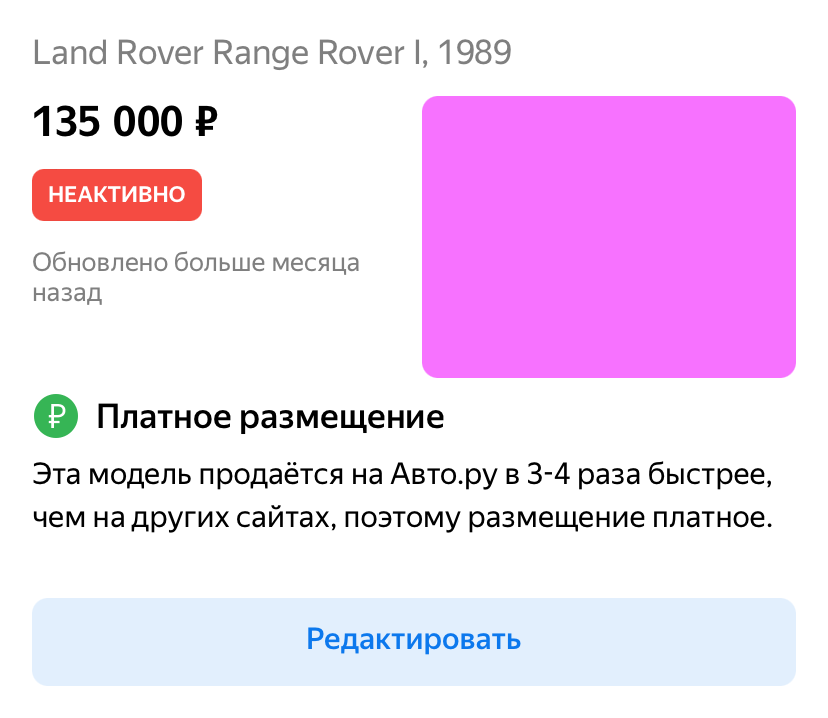 Land Rover Range Rover I, 1989
135 000 ₽
НЕАКТИВНО
Обновлено больше месяца
назад
₽ Платное размещение
Эта модель продаётся на Авто.ру в 3-4 раза быстрее,
чем на других сайтах, поэтому размещение платное.
Редактировать